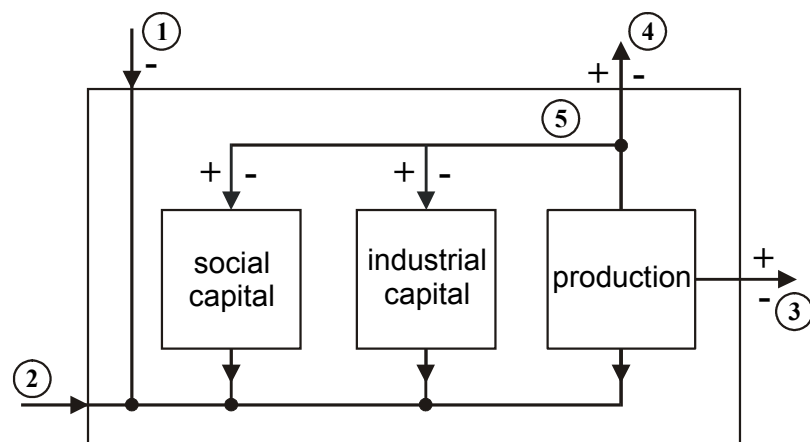 1
-
4
+ -
5
+ -
+ -
social
capital
industrial
capital
production
+
-
3
2